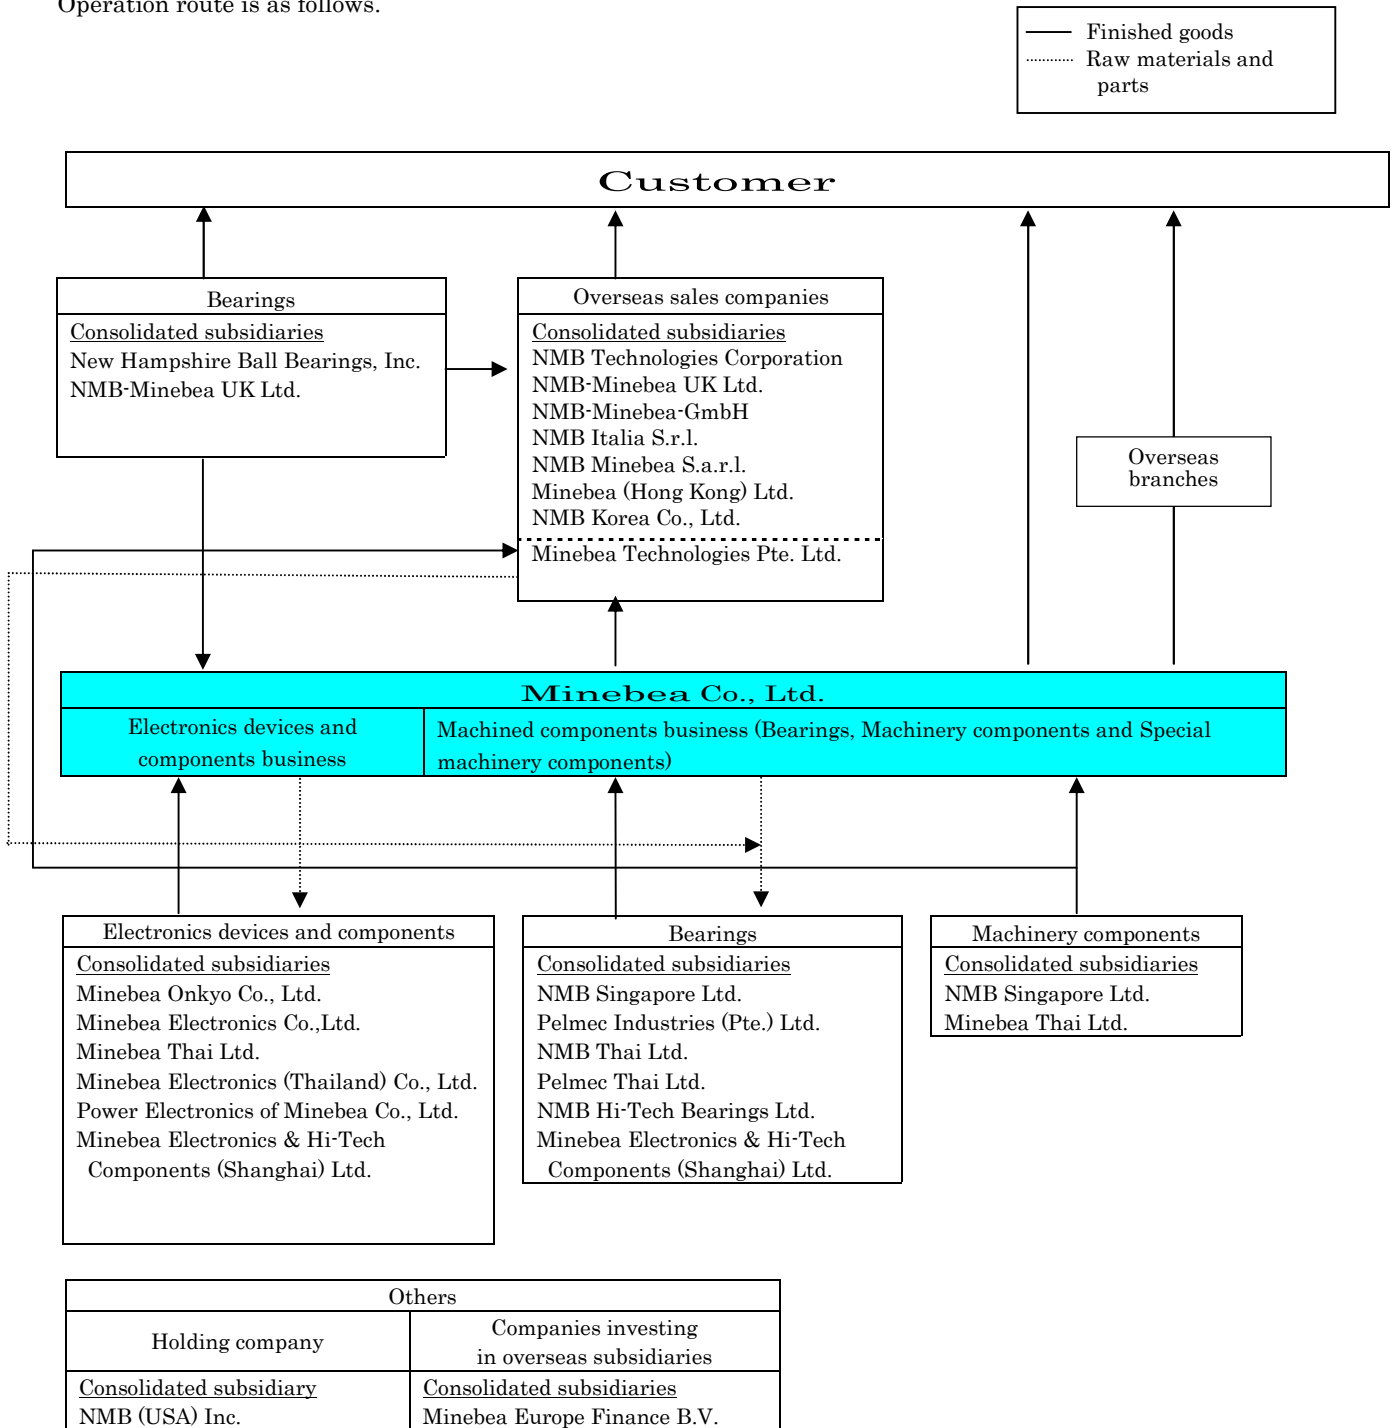 Operation route is as follows.
Finished goods
Raw materials and
parts
Customer
Bearings
Consolidated subsidiaries
New Hampshire Ball Bearings, Inc.
NMB-Minebea UK Ltd.
Overseas sales companies
Consolidated subsidiaries
NMB Technologies Corporation
NMB-Minebea UK Ltd.
NMB-Minebea-GmbH
NMB Italia S.r.l.
NMB Minebea S.a.r.l.
Minebea (Hong Kong) Ltd.
NMB Korea Co., Ltd.
Minebea Technologies Pte. Ltd.
Overseas
branches
Minebea Co., Ltd.
Electronics devices and
components business
Machined components business (Bearings, Machinery components and Special
machinery components)
Electronics devices and components
Consolidated subsidiaries
Minebea Onkyo Co., Ltd.
Minebea Electronics Co.,Ltd.
Minebea Thai Ltd.
Minebea Electronics (Thailand) Co., Ltd.
Power Electronics of Minebea Co., Ltd.
Minebea Electronics & Hi-Tech
Components (Shanghai) Ltd.
Bearings
Consolidated subsidiaries
NMB Singapore Ltd.
Pelmec Industries (Pte.) Ltd.
NMB Thai Ltd.
Pelmec Thai Ltd.
NMB Hi-Tech Bearings Ltd.
Minebea Electronics & Hi-Tech
Components (Shanghai) Ltd.
Machinery components
Consolidated subsidiaries
NMB Singapore Ltd.
Minebea Thai Ltd.
Others
Holding company
Companies investing
in overseas subsidiaries
Consolidated subsidiary
NMB (USA) Inc.
Consolidated subsidiaries
Minebea Europe Finance B.V.